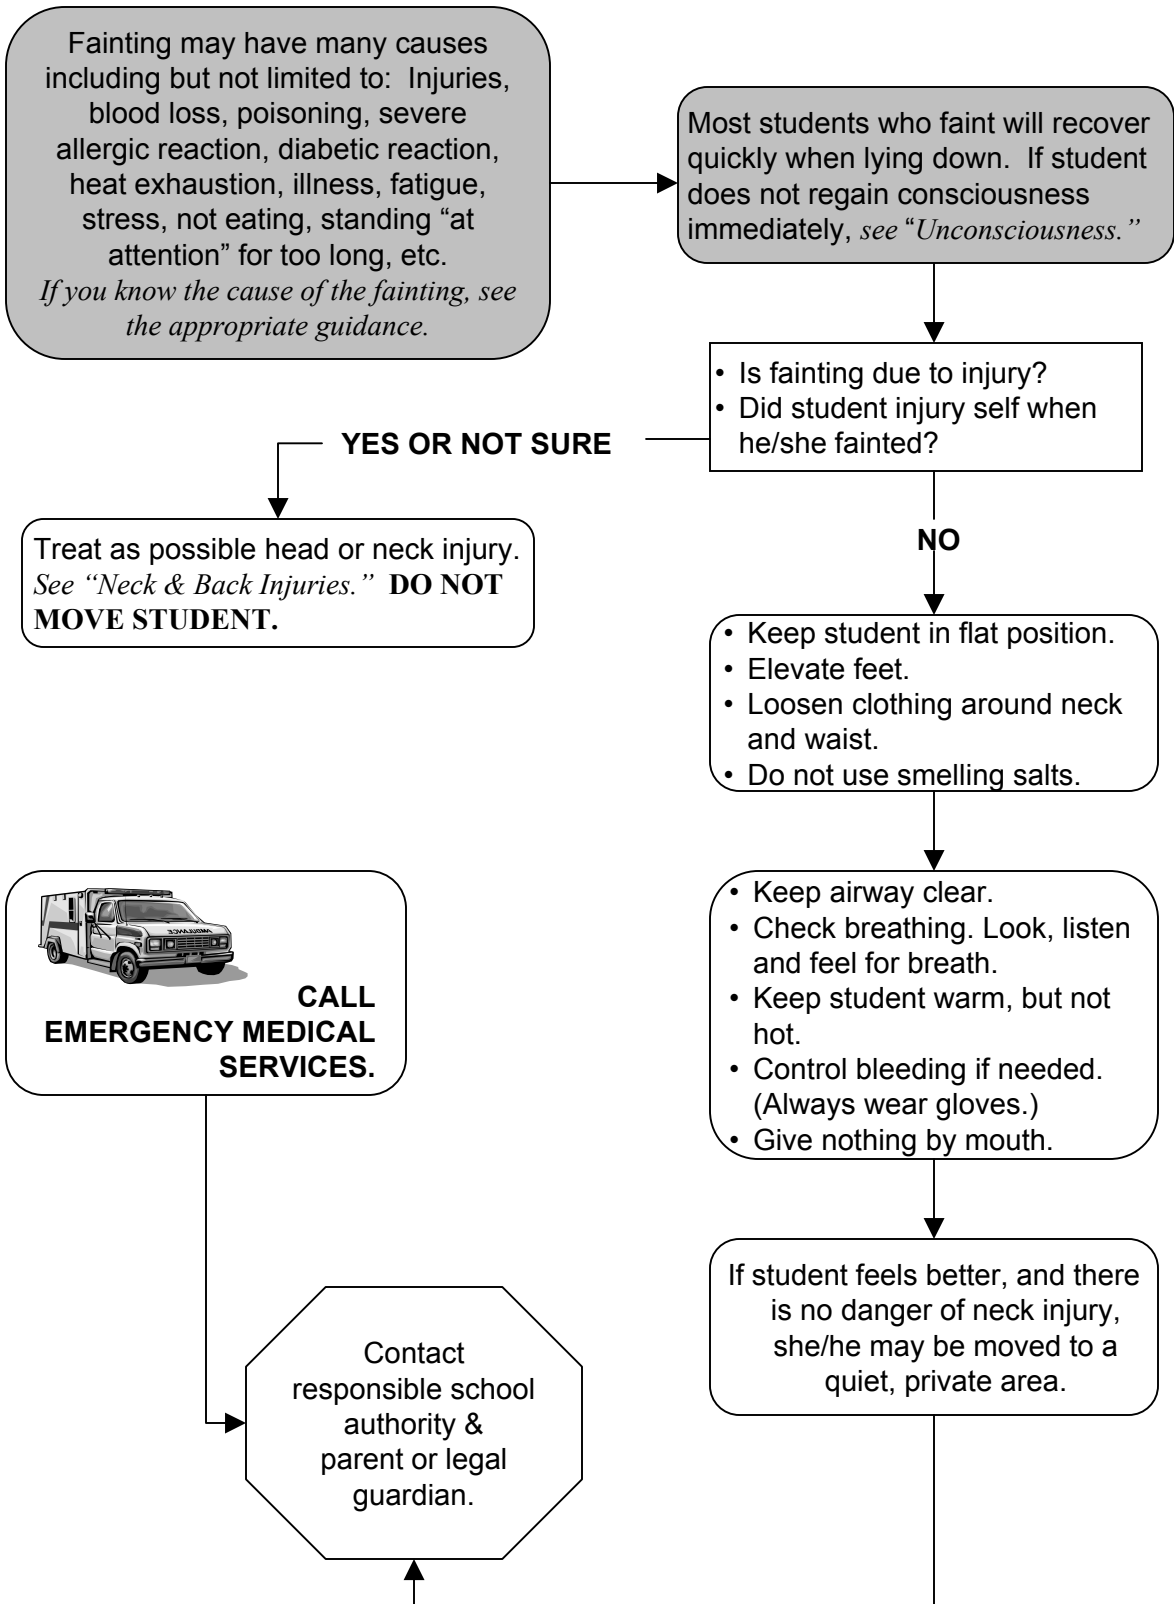 Fainting may have many causes
including but not limited to: Injuries,
blood loss, poisoning, severe
allergic reaction, diabetic reaction,
heat exhaustion, illness, fatigue,
stress, not eating, standing “at
attention” for too long, etc.
If you know the cause of the fainting, see
the appropriate guidance.
Most students who faint will recover
quickly when lying down. If student
does not regain consciousness
immediately, see “Unconsciousness.”
• Is fainting due to injury?
• Did student injury self when
he/she fainted?
YES OR NOT SURE
Treat as possible head or neck injury.
See “Neck & Back Injuries.” DO NOT
MOVE STUDENT.
NO
• Keep student in flat position.
• Elevate feet.
• Loosen clothing around neck
and waist.
• Do not use smelling salts.
• Keep airway clear.
• Check breathing. Look, listen
and feel for breath.
• Keep student warm, but not
hot.
• Control bleeding if needed.
(Always wear gloves.)
• Give nothing by mouth.
AMBULANCE
CALL
EMERGENCY MEDICAL
SERVICES.
If student feels better, and there
is no danger of neck injury,
she/he may be moved to a
quiet, private area.
Contact
responsible school
authority &
parent or legal
guardian.